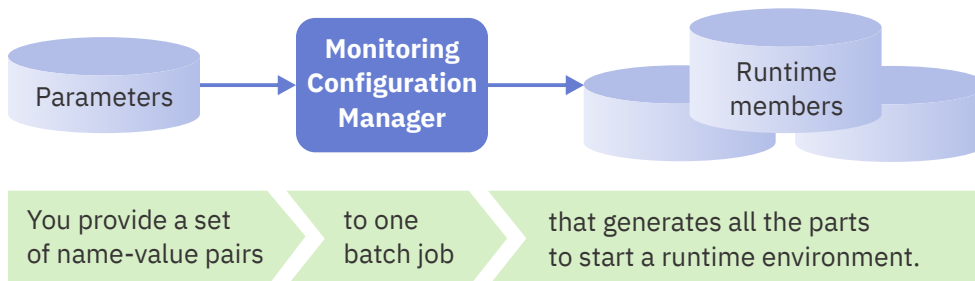 Parameters
Monitoring
Configuration
Manager
Runtime
members
You provide a set
of name-value pairs
to one
batch job
that generates all the parts
to start a runtime environment.